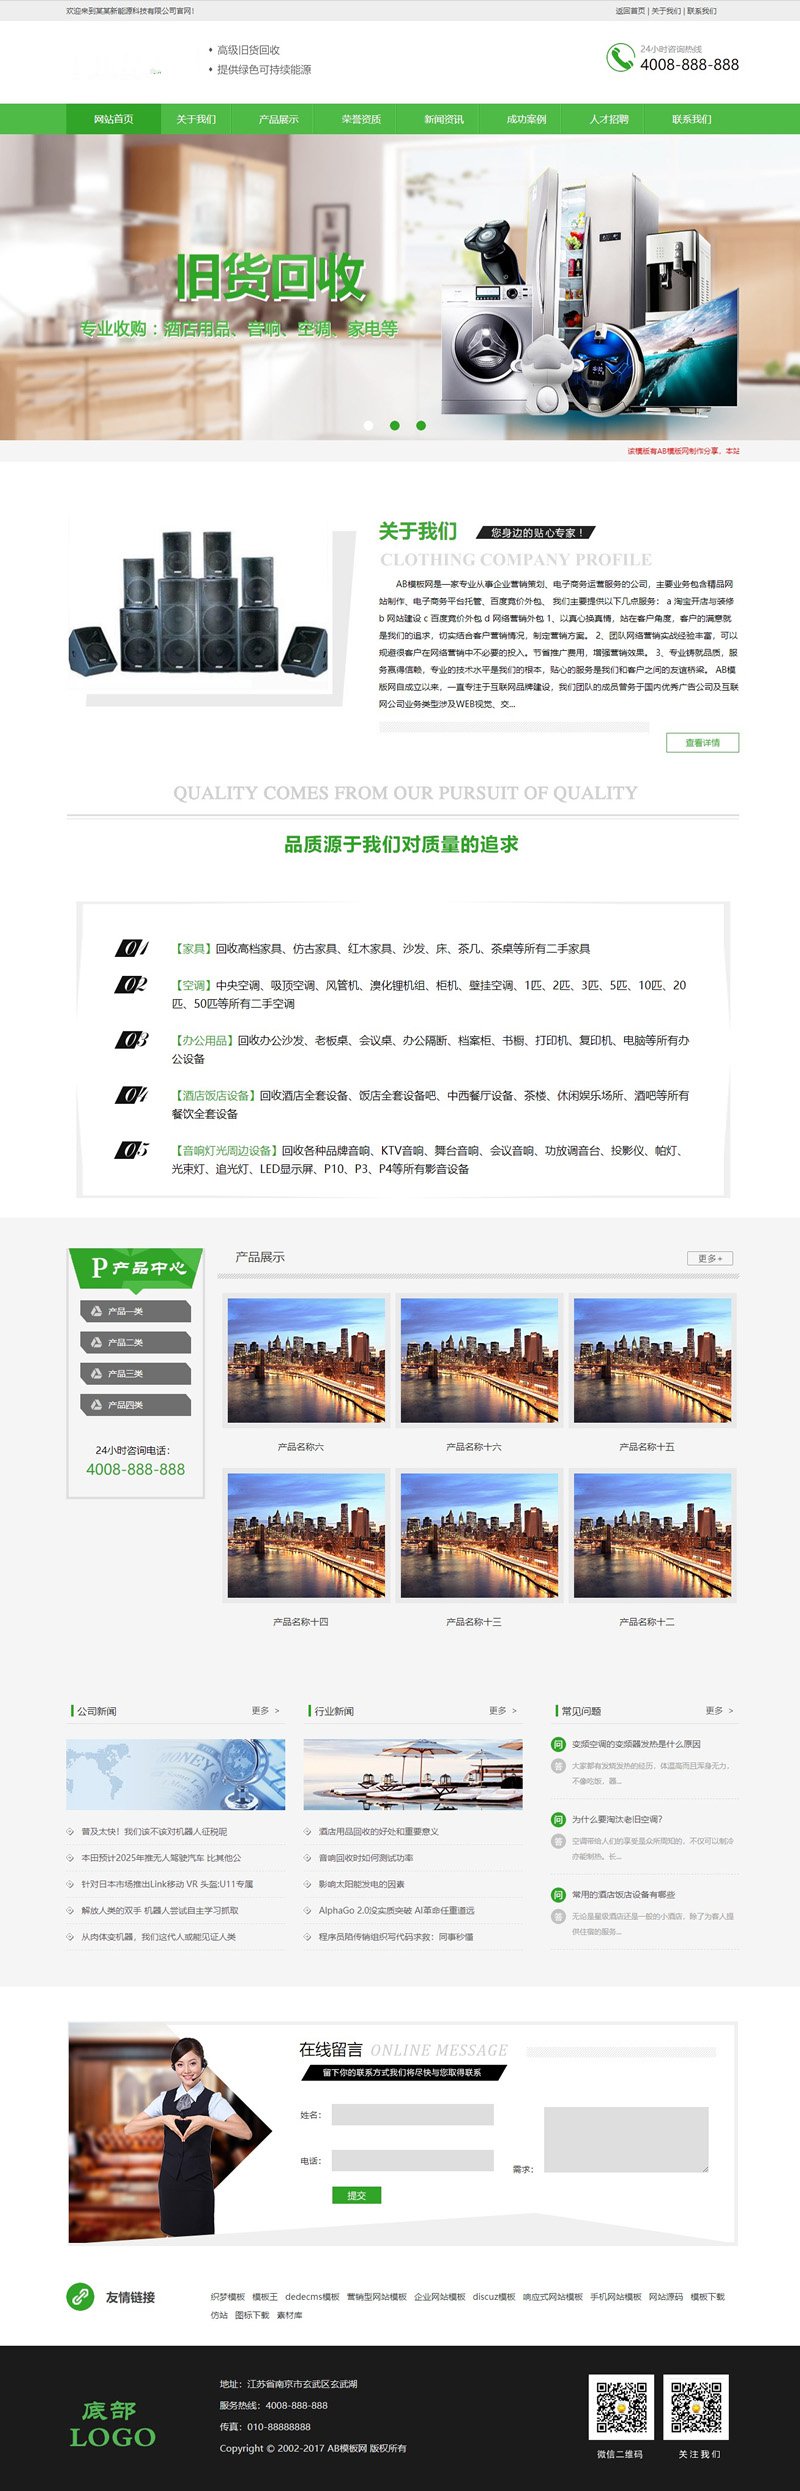 欢迎来到某某新能源科技有限公司官网!
返回首页 | 关于我们 | 联系我们
高级旧货回收
提供绿色可持续能源
24小时咨询热线
4008-888-888
网站首页 关于我们 产品展示 荣誉资质 新闻资讯 成功案例 人才招聘 联系我们
旧货回收
专业收购：酒店用品、音响、空调、家电等
该模版有AB模版网制作分享，本站
关于我们
您身边的贴心专家！
CLOTHING COMPANY PROFILE
AB模板网是一家专业从事企业营销策划、电子商务运营服务的公司，主要业务包含精品网
站制作、电子商务平台托管、百度竞价外包、 我们主要提供以下几点服务： a 淘宝开店与装修
b 网站建设 c 百度竞价外包 d 网络营销外包 1、以真心换真情，站在客户角度，客户的满意就
是我们的追求，切实结合客户营销情况，制定营销方案。 2、团队网络营销实战经验丰富，可以
规避很客户在网络营销中不必要的投入。节省推广费用，增强营销效果。 3、专业铸就品质，服
务赢得信赖，专业的技术水平是我们的根本，贴心的服务是我们和客户之间的友谊桥梁。 AB模
版网自成立以来，一直专注于互联网品牌建设，我们团队的成员曾务于国内优秀广告公司及互联
网公司业务类型涉及WEB视觉、交...
查看详情
QUALITY COMES FROM OUR PURSUIT OF QUALITY
品质源于我们对质量的追求
01
【家具】回收高档家具、仿古家具、红木家具、沙发、床、茶几、茶桌等所有二手家具
02
【空调】中央空调、吸顶空调、风管机、溴化锂机组、柜机、壁挂空调、1匹、2匹、3匹、5匹、10匹、20
匹、50匹等所有二手空调
03
【办公用品】回收办公沙发、老板桌、会议桌、办公隔断、档案柜、书橱、打印机、复印机、电脑等所有办
公设备
04
【酒店饭店设备】回收酒店全套设备、饭店全套设备吧、中西餐厅设备、茶楼、休闲娱乐场所、酒吧等所有
餐饮全套设备
05
【音响灯光周边设备】回收各种品牌音响、KTV音响、舞台音响、会议音响、功放调音台、投影仪、帕灯、
光束灯、追光灯、LED显示屏、P10、P3、P4等所有影音设备
P产品中心
产品一类
产品二类
产品三类
产品四类
24小时咨询电话：
4008-888-888
产品展示
更多+
产品名称六 产品名称十六 产品名称十五
产品名称十四 产品名称十三 产品名称十二
公司新闻 更多 >
普及太快！我们该不该对机器人征税呢
本田预计2025年推无人驾驶汽车 比其他公
针对日本市场推出Link移动 VR 头盔:U11专属
解放人类的双手 机器人尝试自主学习抓取
从肉体变机器，我们这代人或能见证人类
行业新闻 更多 >
酒店用品回收的好处和重要意义
音响回收时如何测试功率
影响太阳能发电的因素
AlphaGo 2.0没实质突破 AI革命任重道远
程序员陷传销组织写代码求救：同事秒懂
常见问题 更多 >
问 变频空调的变频器发热是什么原因
答 大家都有发烧发热的经历，体温高而且浑身无力，
不像吃饭，器...
问 为什么要淘汰老旧空调？
答 空调带给人们的享受是众所周知的，不仅可以制冷
亦能制热。长...
问 常用的酒店饭店设备有哪些
答 无论是星级酒店还是一般的小酒店，除了为客人提
供住宿的服务...
在线留言 ONLINE MESSAGE
留下你的联系方式我们将尽快与您取得联系
姓名：
电话：
需求：
提交
友情链接
织梦模板 模板王 dedecms模板 营销型网站模板 企业网站模板 discuz模板 响应式网站模板 手机网站模板 网站源码 模板下载
仿站 图标下载 素材库
底部
LOGO
地址：江苏省南京市玄武区玄武湖
服务热线：4008-888-888
传真：010-88888888
Copyright © 2002-2017 AB模板网 版权所有
微信二维码
关注我们